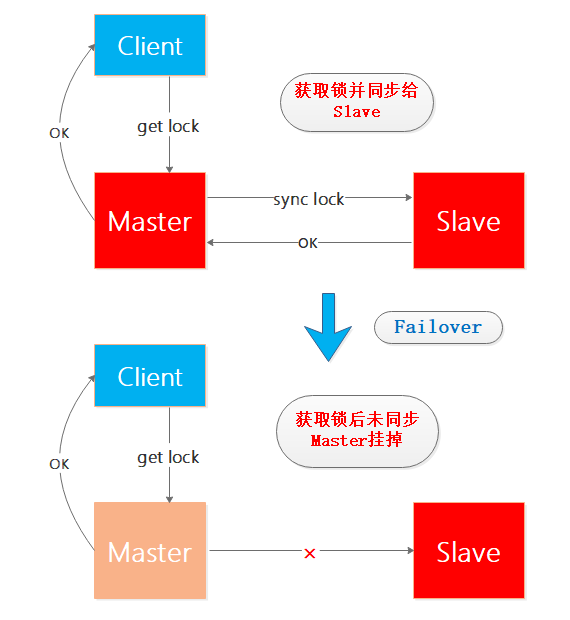 Client
获取锁并同步给
Slave
OK
get lock
Master
sync lock
Slave
OK
Failover
Client
获取锁后未同步
Master挂掉
OK
get lock
Master
×
Slave